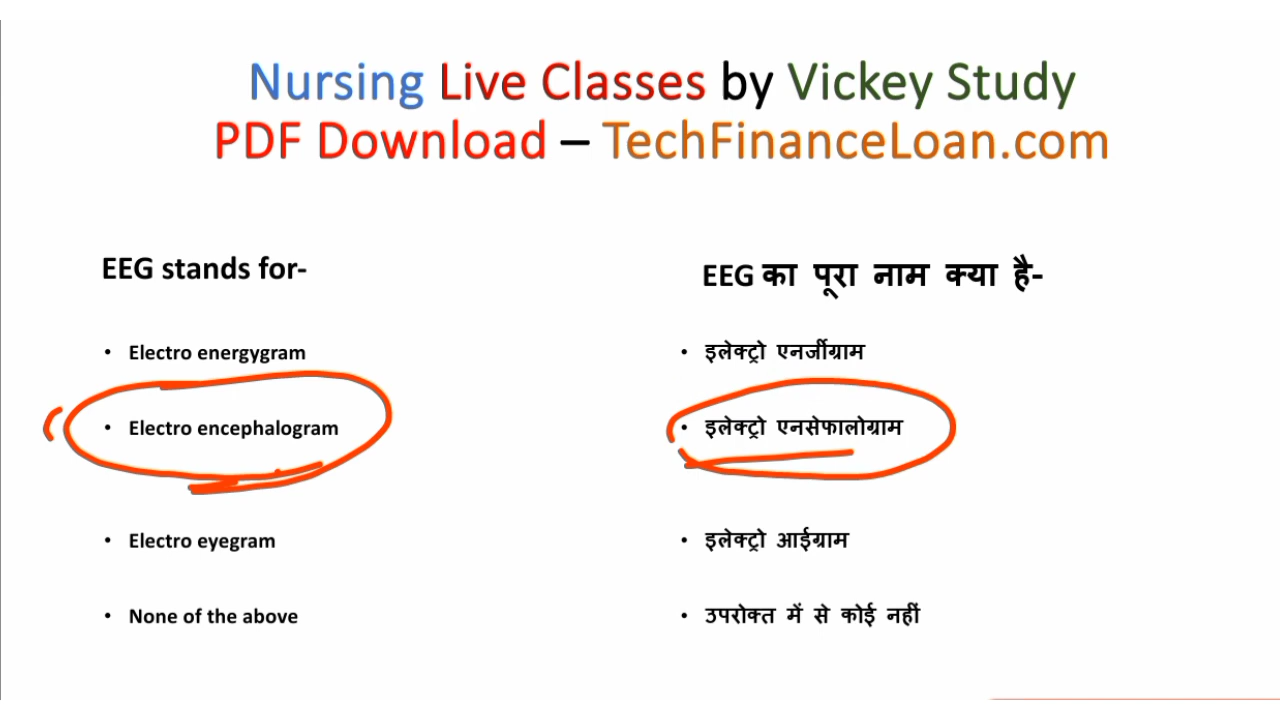 Nursing Live Classes by Vickey Study
PDF Download – TechFinanceLoan.com
EEG stands for-
• Electro energygram
• Electro encephalogram
• Electro eyegram
• None of the above
EEG का पूरा नाम क्या है-
• इलेक्ट्रो एनर्जीग्राम
• इलेक्ट्रो एनसेफालोग्राम
• इलेक्ट्रो आईग्राम
• उपरोक्त में से कोई नहीं